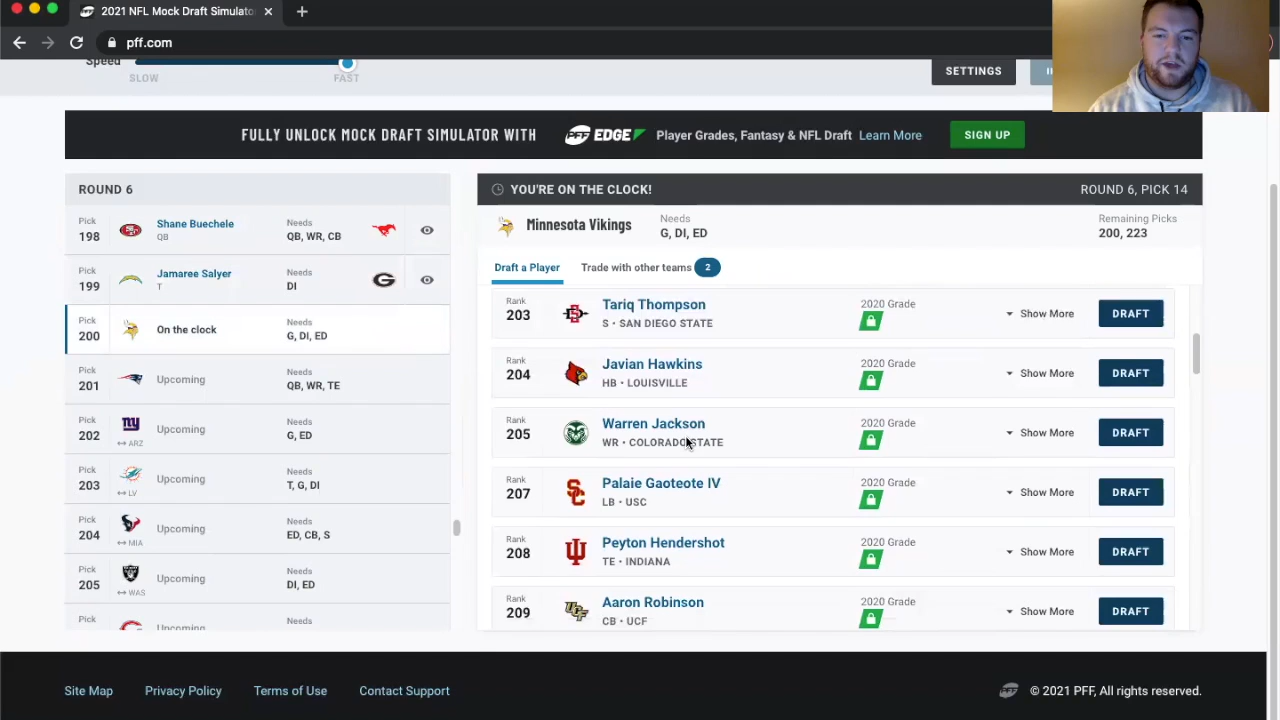 2021 NFL Mock Draft Simulato
pff.com
Speed
SLOW
FAST
SETTINGS
FULLY UNLOCK MOCK DRAFT SIMULATOR WITH
PFF EDGE
Player Grades, Fantasy & NFL Draft Learn More
SIGN UP
ROUND 6
Pick 198
Shane Buechele
QB
Needs
QB, WR, CB
Pick 199
Jamaree Salyer
T
Needs
DI
Pick 200
On the clock
Needs
G, DI, ED
Pick 201
Upcoming
Needs
QB, WR, TE
Pick 202
ny
↔ ARZ
Upcoming
Needs
G, ED
Pick 203
↔ LV
Upcoming
Needs
T, G, DI
Pick 204
↔ MIA
Upcoming
Needs
ED, CB, S
Pick 205
↔ WAS
Upcoming
Needs
DI, ED
Pick
Upcoming
Needs
YOU'RE ON THE CLOCK!
ROUND 6, PICK 14
Minnesota Vikings
Needs
G, DI, ED
Remaining Picks
200, 223
Draft a Player
Trade with other teams 2
Rank 203
Tariq Thompson
S • SAN DIEGO STATE
2020 Grade
Show More
DRAFT
Rank 204
Javian Hawkins
HB • LOUISVILLE
2020 Grade
Show More
DRAFT
Rank 205
Warren Jackson
WR • COLORADO STATE
2020 Grade
Show More
DRAFT
Rank 207
Palaie Gaoteote IV
LB • USC
2020 Grade
Show More
DRAFT
Rank 208
Peyton Hendershot
TE • INDIANA
2020 Grade
Show More
DRAFT
Rank 209
Aaron Robinson
CB • UCF
2020 Grade
Show More
DRAFT
Site Map
Privacy Policy
Terms of Use
Contact Support
© 2021 PFF, All rights reserved.